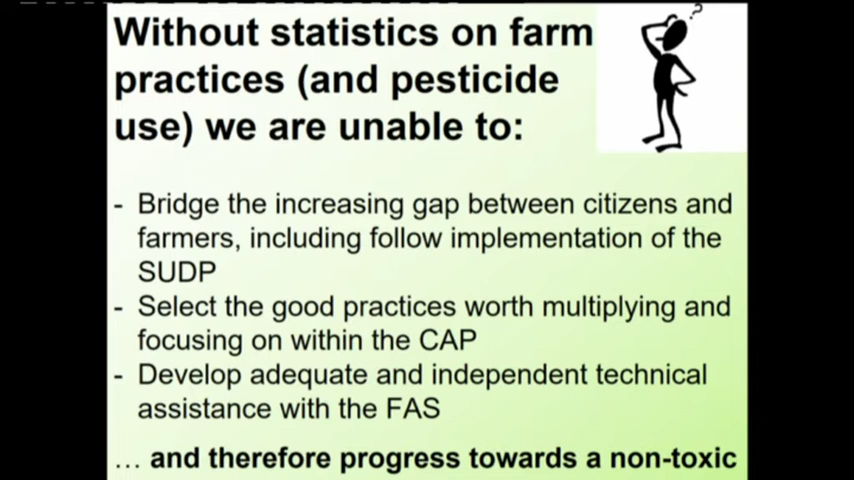 Without statistics on farm
practices (and pesticide
use) we are unable to:
?
- Bridge the increasing gap between citizens and
farmers, including follow implementation of the
SUDP
- Select the good practices worth multiplying and
focusing on within the CAP
- Develop adequate and independent technical
assistance with the FAS
… and therefore progress towards a non-toxic